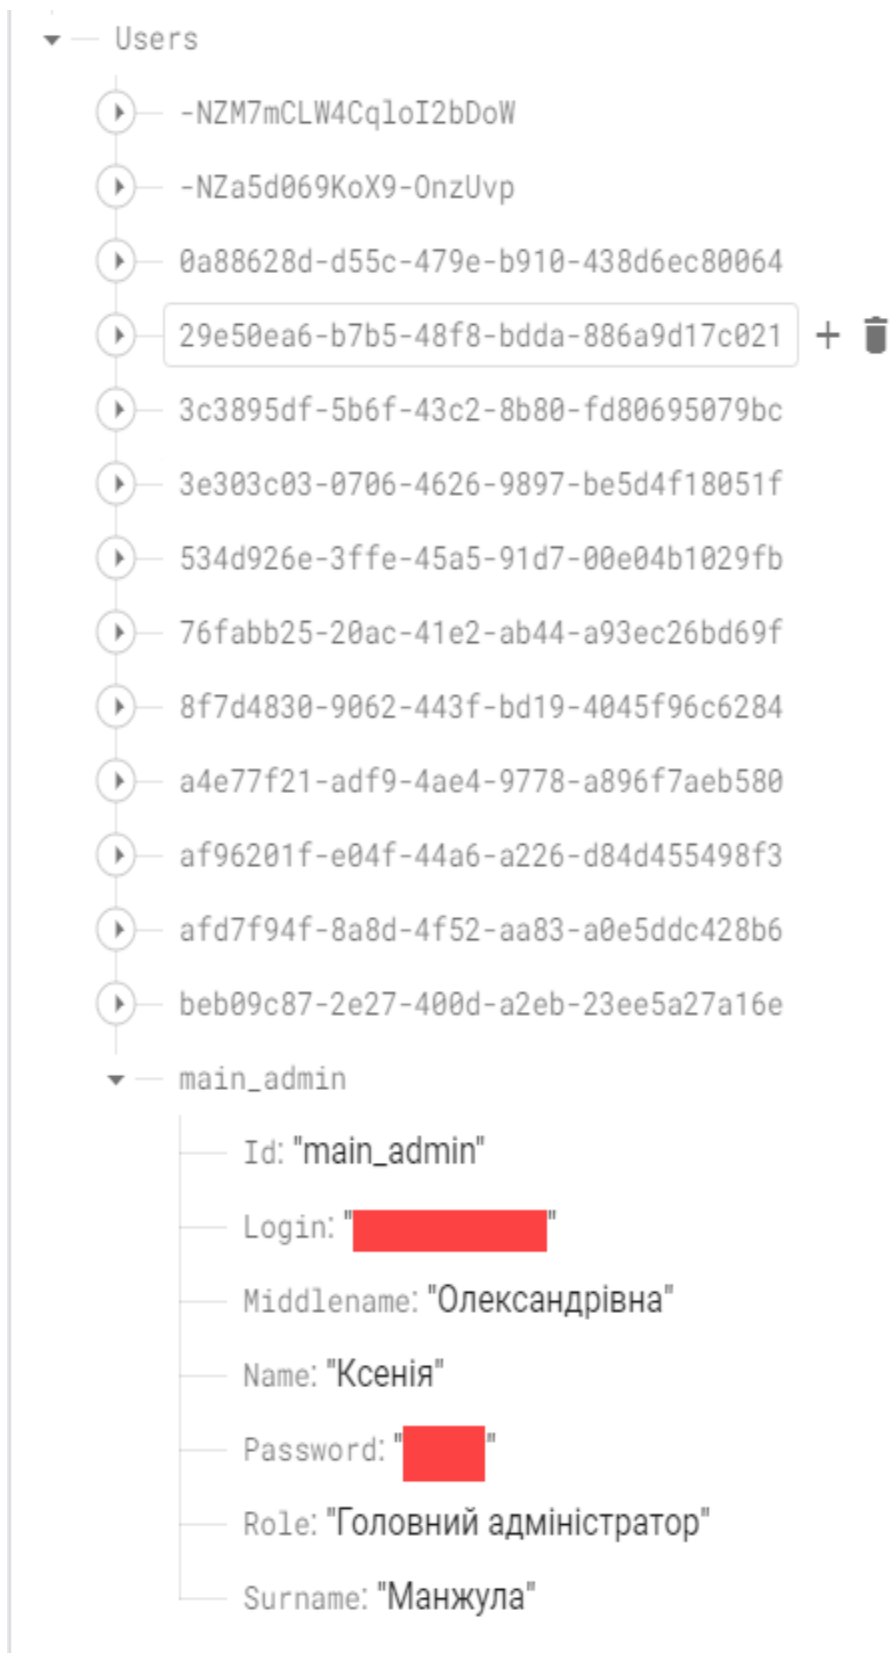 Users
-NZM7mCLW4CqloI2bDoW
-NZa5d069KoX9-OnzUvp
0a88628d-d55c-479e-b910-438d6ec80064
29e50ea6-b7b5-48f8-bdda-886a9d17c021
3c3895df-5b6f-43c2-8b80-fd80695079bc
3e303c03-0706-4626-9897-be5d4f18051f
534d926e-3ffe-45a5-91d7-00e04b1029fb
76fabb25-20ac-41e2-ab44-a93ec26bd69f
8f7d4830-9062-443f-bd19-4045f96c6284
a4e77f21-adf9-4ae4-9778-a896f7aeb580
af96201f-e04f-44a6-a226-d84d455498f3
afd7f94f-8a8d-4f52-aa83-a0e5ddc428b6
beb09c87-2e27-400d-a2eb-23ee5a27a16e
main_admin
Id: "main_admin"
Login: ""
Middlename: "Олександрівна"
Name: "Ксенія"
Password: ""
Role: "Головний адміністратор"
Surname: "Манжула"